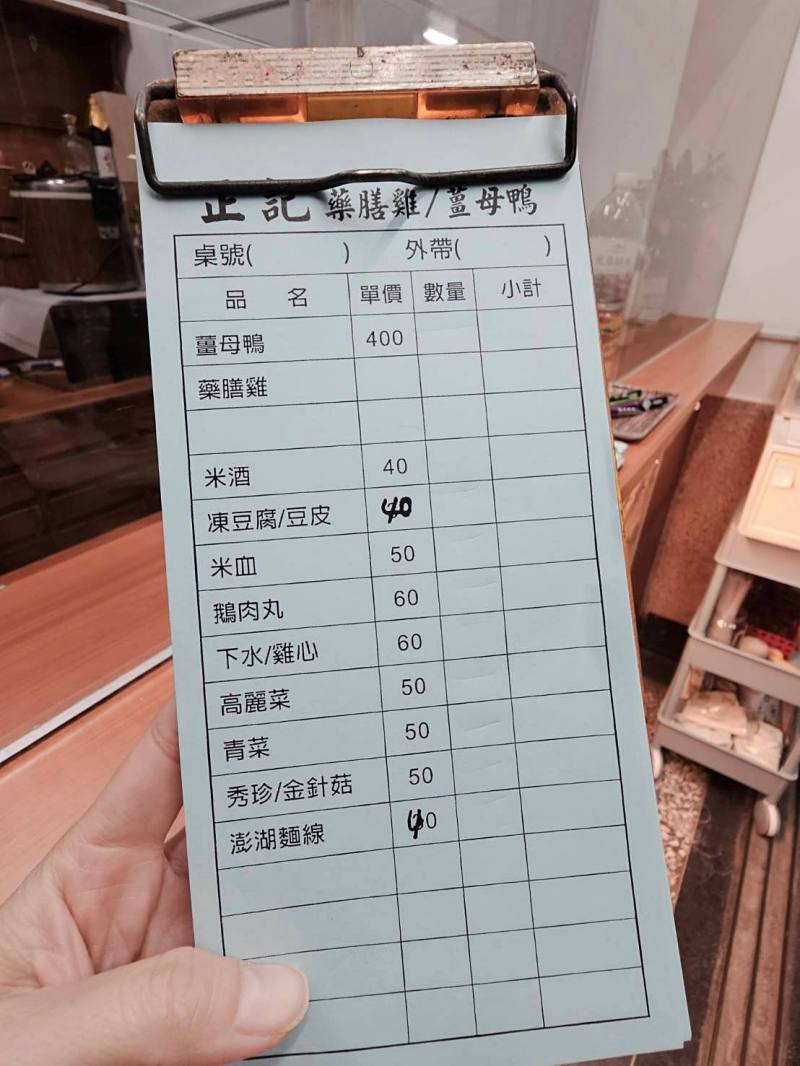 正記 藥膳雞/薑母鴨
桌號( ) 外帶( )
品 名 單價 數量 小計
薑母鴨 400
藥膳雞
米酒 40
凍豆腐/豆皮 40
米血 50
鵝肉丸 60
下水/雞心 60
高麗菜 50
青菜 50
秀珍/金針菇 50
澎湖麵線 40